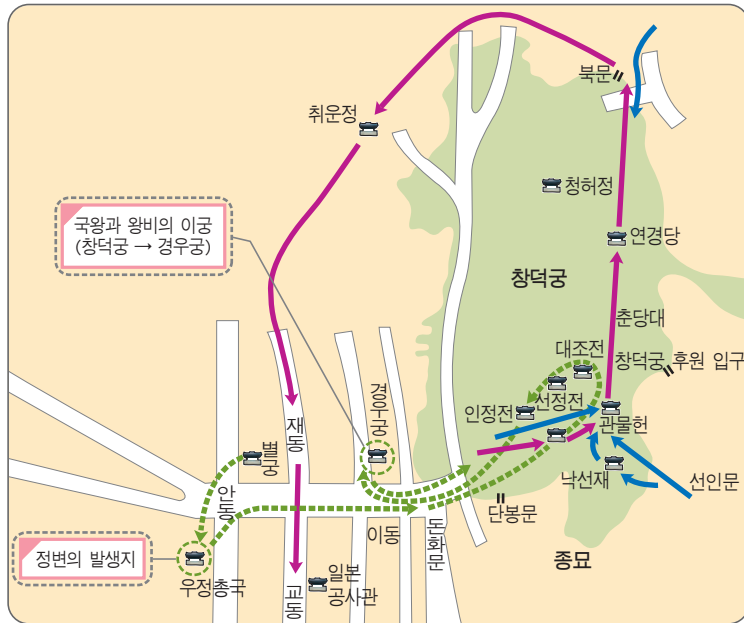 북문
취운정
청허정
국왕과 왕비의 이궁
(창덕궁 → 경우궁)
연경당
창덕궁
춘당대
대조전
창덕궁
후원 입구
경우궁
인정전
선정전
재동
관물헌
별궁
낙선재
선인문
안동
단봉문
이동
돈화문
정변의 발생지
종묘
우정총국
교동
일본
공사관